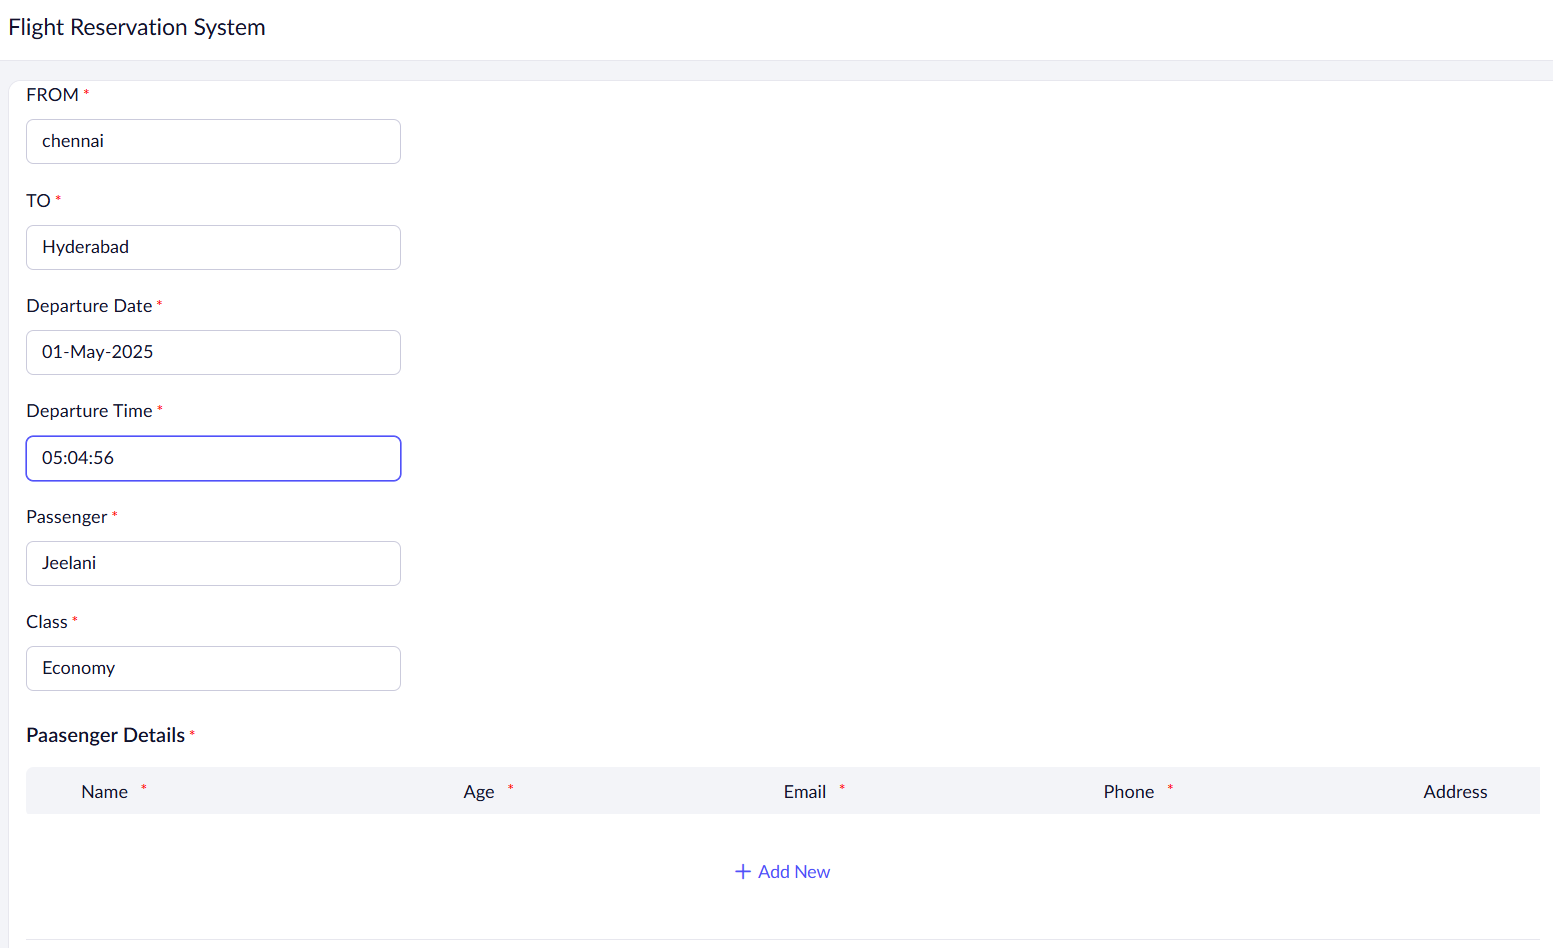 Flight Reservation System
FROM *
chennai
TO *
Hyderabad
Departure Date *
01-May-2025
Departure Time *
05:04:56
Passenger *
Jeelani
Class *
Economy
Paasenger Details *
Name * Age * Email * Phone * Address
+ Add New